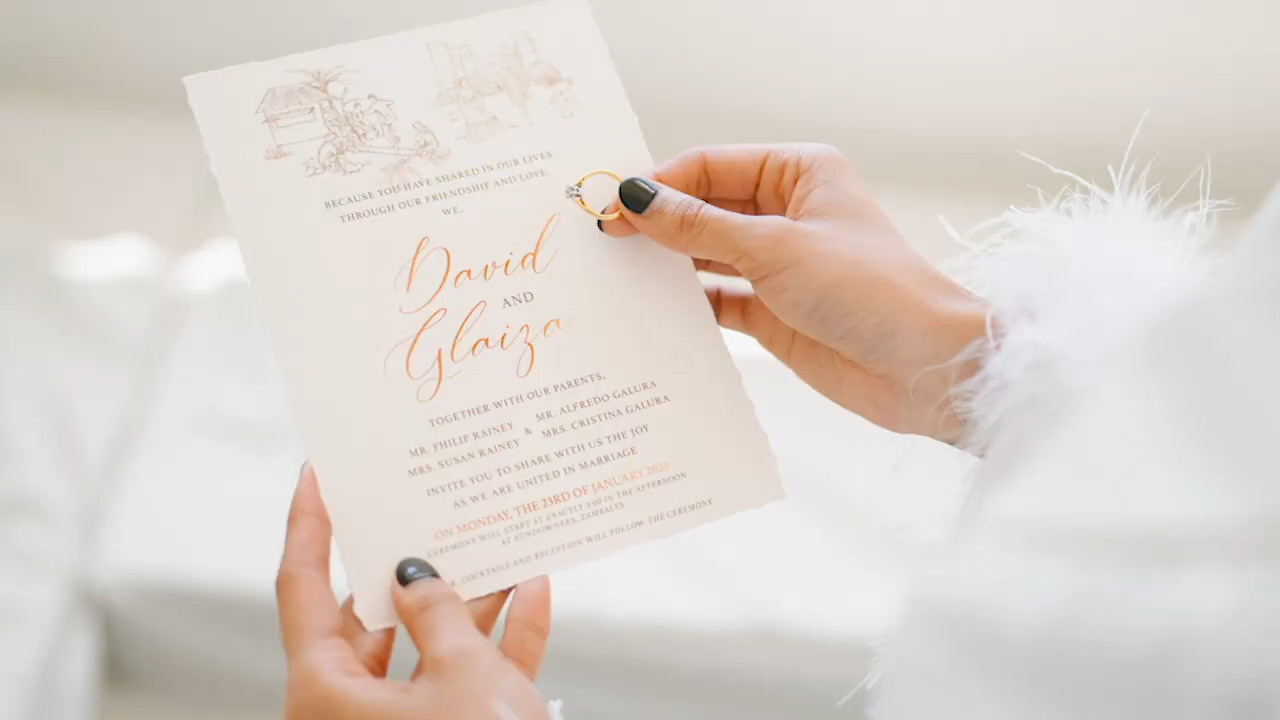 BECAUSE YOU HAVE SHARED IN OUR LIVES
THROUGH OUR FRIENDSHIP AND LOVE,
WE,
David
AND
Glaiza
TOGETHER WITH OUR PARENTS,
MR. PHILIP RAINEY & MR. ALFREDO GALURA
MRS. SUSAN RAINEY MRS. CRISTINA GALURA
INVITE YOU TO SHARE WITH US THE JOY
AS WE ARE UNITED IN MARRIAGE
ON MONDAY, THE 23RD OF JANUARY
CEREMONY WILL START AT EXACTLY IN THE AFTERNOON
AT SUNDOWNERS, ZAMBALES
COCKTAILS AND RECEPTION WILL FOLLOW THE CEREMONY